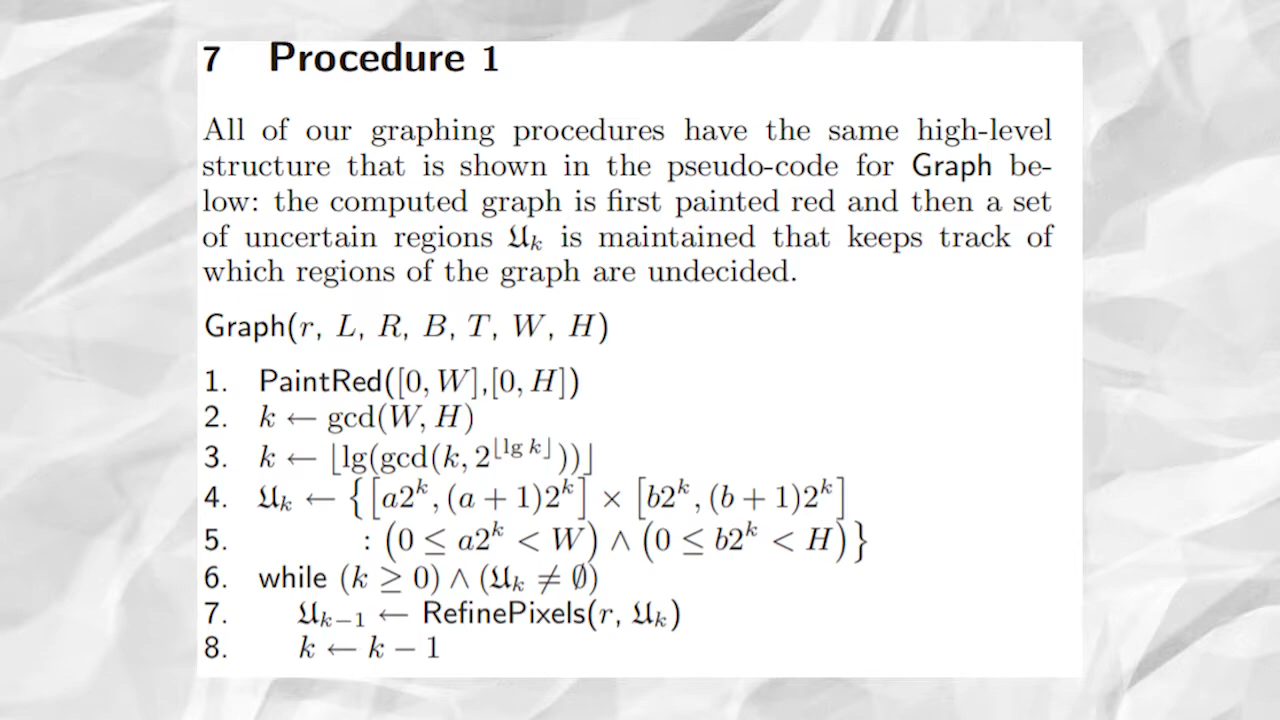 7 Procedure 1
All of our graphing procedures have the same high-level
structure that is shown in the pseudo-code for Graph be-
low: the computed graph is first painted red and then a set
of uncertain regions 𝔘ₖ is maintained that keeps track of
which regions of the graph are undecided.
Graph(r, L, R, B, T, W, H)
1. PaintRed([0, W],[0, H])
2. k ← gcd(W, H)
3. k ← ⌊lg(gcd(k, 2^⌊lg k⌋))⌋
4. 𝔘ₖ ← {[a2^k, (a + 1)2^k] × [b2^k, (b + 1)2^k]
5. : (0 ≤ a2^k < W) ∧ (0 ≤ b2^k < H)}
6. while (k ≥ 0) ∧ (𝔘ₖ ≠ ∅)
7. 𝔘ₖ₋₁ ← RefinePixels(r, 𝔘ₖ)
8. k ← k − 1